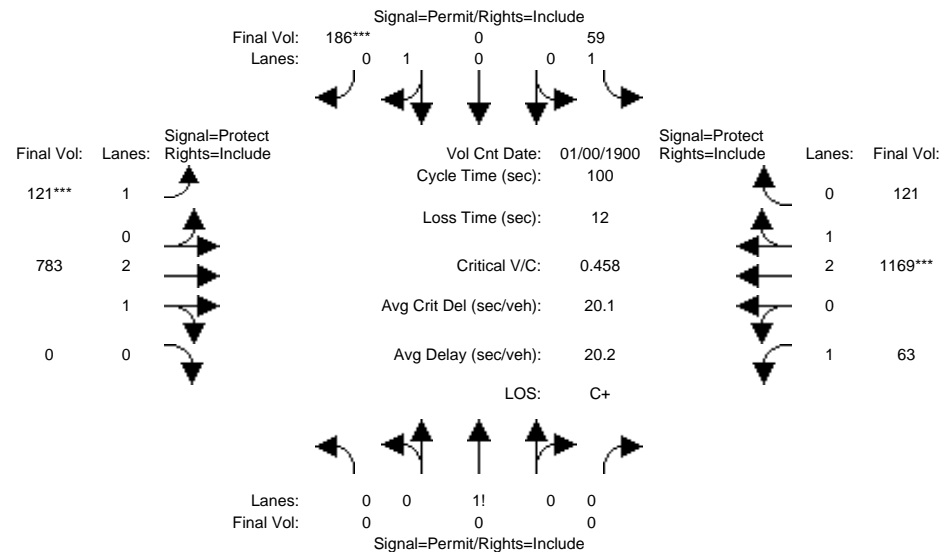 Signal=Permit/Rights=Include
Final Vol: 186*** 0 59
Lanes: 0 1 0 0 1
Signal=Protect Signal=Protect
Final Vol: Lanes: Rights=Include Vol Cnt Date: 01/00/1900 Rights=Include Lanes: Final Vol:
Cycle Time (sec): 100
121*** 1 0 121
Loss Time (sec): 12
0 1
783 2 Critical V/C: 0.458 2 1169***
1 Avg Crit Del (sec/veh): 20.1 0
0 0 Avg Delay (sec/veh): 20.2 1 63
LOS: C+
Lanes: 0 0 1! 0 0
Final Vol: 0 0 0
Signal=Permit/Rights=Include